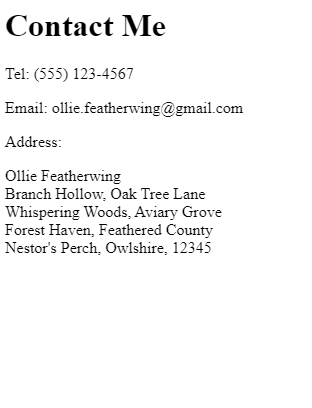 Contact Me
Tel: (555) 123-4567
Email: ollie.featherwing@gmail.com
Address:
Ollie Featherwing
Branch Hollow, Oak Tree Lane
Whispering Woods, Aviary Grove
Forest Haven, Feathered County
Nestor's Perch, Owlshire, 12345